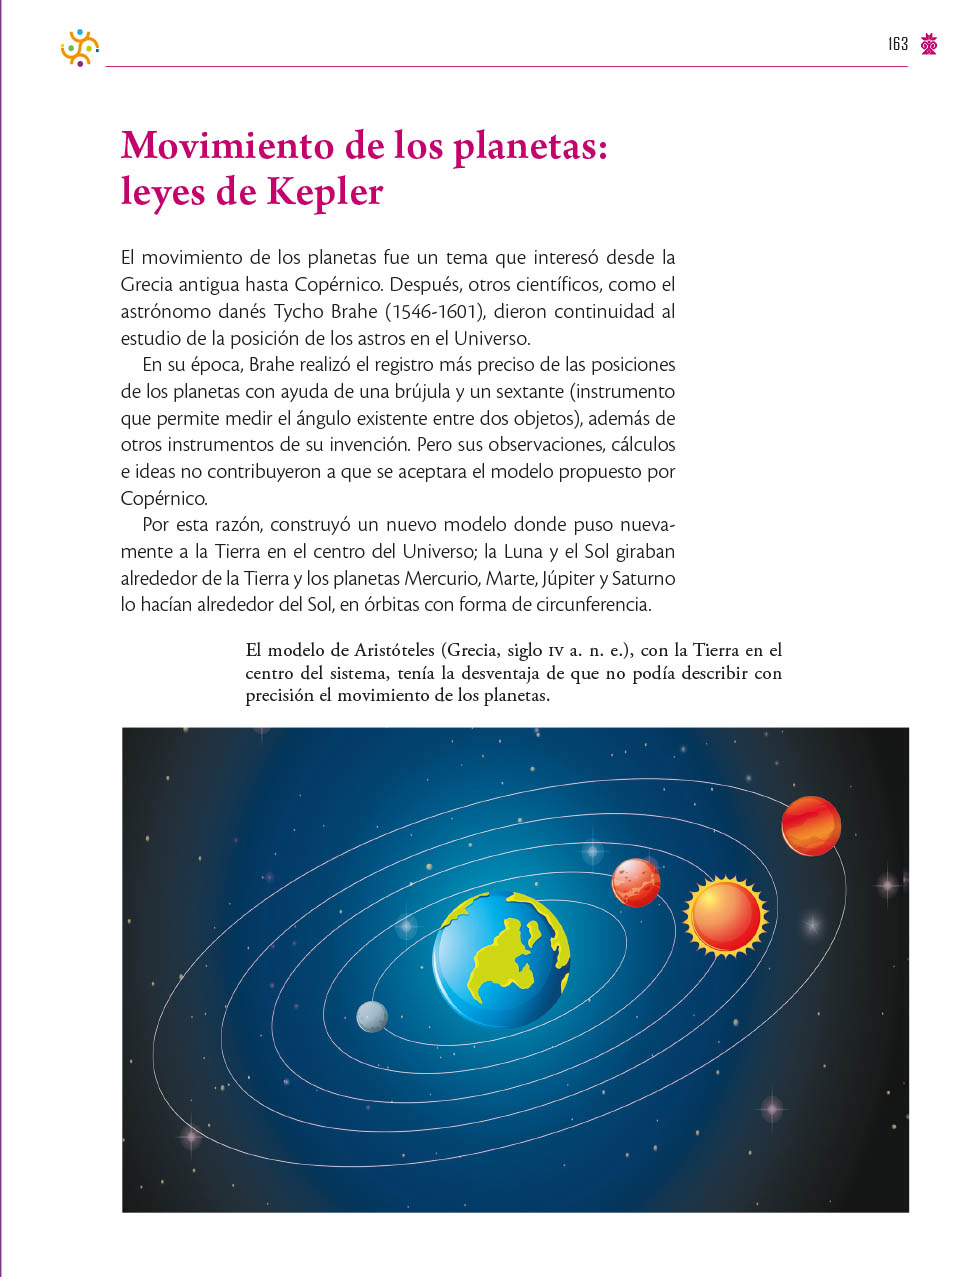 163
Movimiento de los planetas:
leyes de Kepler
El movimiento de los planetas fue un tema que interesó desde la
Grecia antigua hasta Copérnico. Después, otros científicos, como el
astrónomo danés Tycho Brahe (1546-1601), dieron continuidad al
estudio de la posición de los astros en el Universo.
En su época, Brahe realizó el registro más preciso de las posiciones
de los planetas con ayuda de una brújula y un sextante (instrumento
que permite medir el ángulo existente entre dos objetos), además de
otros instrumentos de su invención. Pero sus observaciones, cálculos
e ideas no contribuyeron a que se aceptara el modelo propuesto por
Copérnico.
Por esta razón, construyó un nuevo modelo donde puso nueva-
mente a la Tierra en el centro del Universo; la Luna y el Sol giraban
alrededor de la Tierra y los planetas Mercurio, Marte, Júpiter y Saturno
lo hacían alrededor del Sol, en órbitas con forma de circunferencia.
El modelo de Aristóteles (Grecia, siglo IV a. n. e.), con la Tierra en el
centro del sistema, tenía la desventaja de que no podía describir con
precisión el movimiento de los planetas.